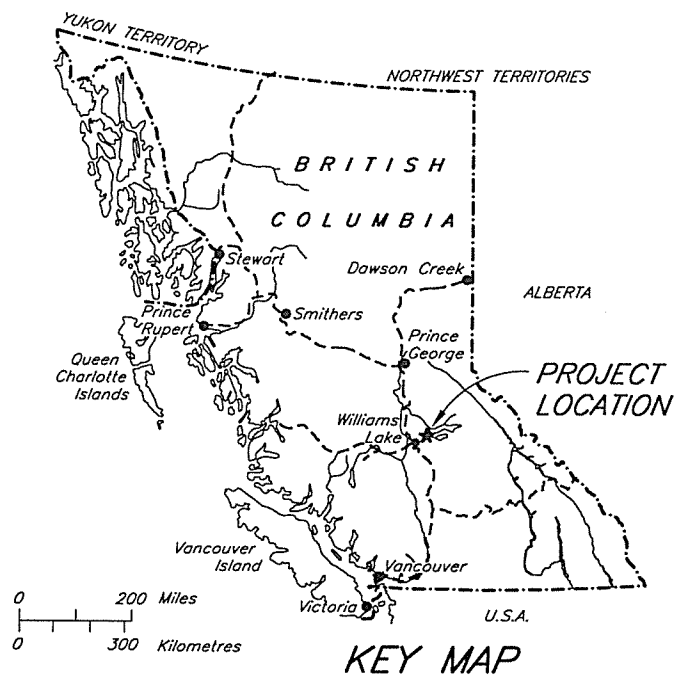 YUKON TERRITORY
NORTHWEST TERRITORIES
BRITISH
COLUMBIA
Stewart
Dawson Creek
ALBERTA
Prince
Rupert
Smithers
Prince
George
Queen
Charlotte
Islands
PROJECT
LOCATION
Williams
Lake
Vancouver
Island
Vancouver
Victoria
U.S.A.
0 200 Miles
0 300 Kilometres
KEY MAP